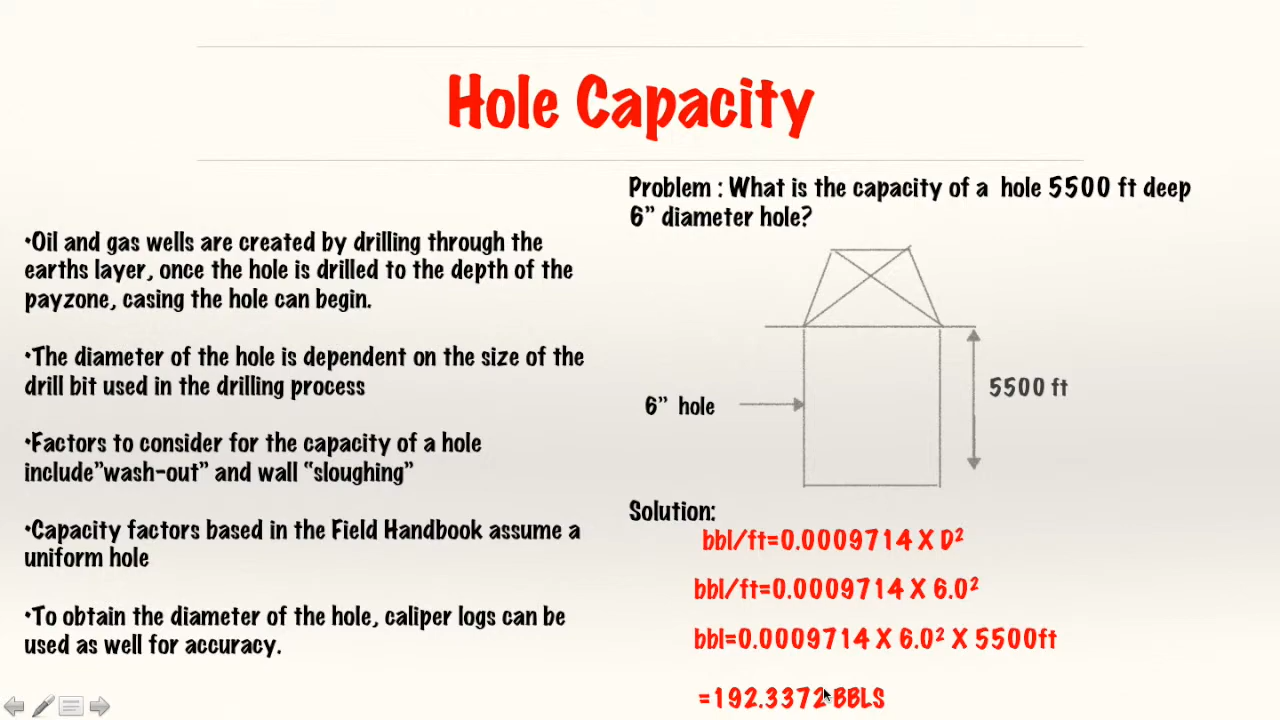 Hole Capacity
•Oil and gas wells are created by drilling through the
earths layer, once the hole is drilled to the depth of the
payzone, casing the hole can begin.
•The diameter of the hole is dependent on the size of the
drill bit used in the drilling process
•Factors to consider for the capacity of a hole
include”wash-out” and wall “sloughing”
•Capacity factors based in the Field Handbook assume a
uniform hole
•To obtain the diameter of the hole, caliper logs can be
used as well for accuracy.
Problem : What is the capacity of a hole 5500 ft deep
6” diameter hole?
5500 ft
6” hole
Solution:
bbl/ft=0.0009714 X D²
bbl/ft=0.0009714 X 6.0²
bbl=0.0009714 X 6.0² X 5500ft
=192.3372 BBLS